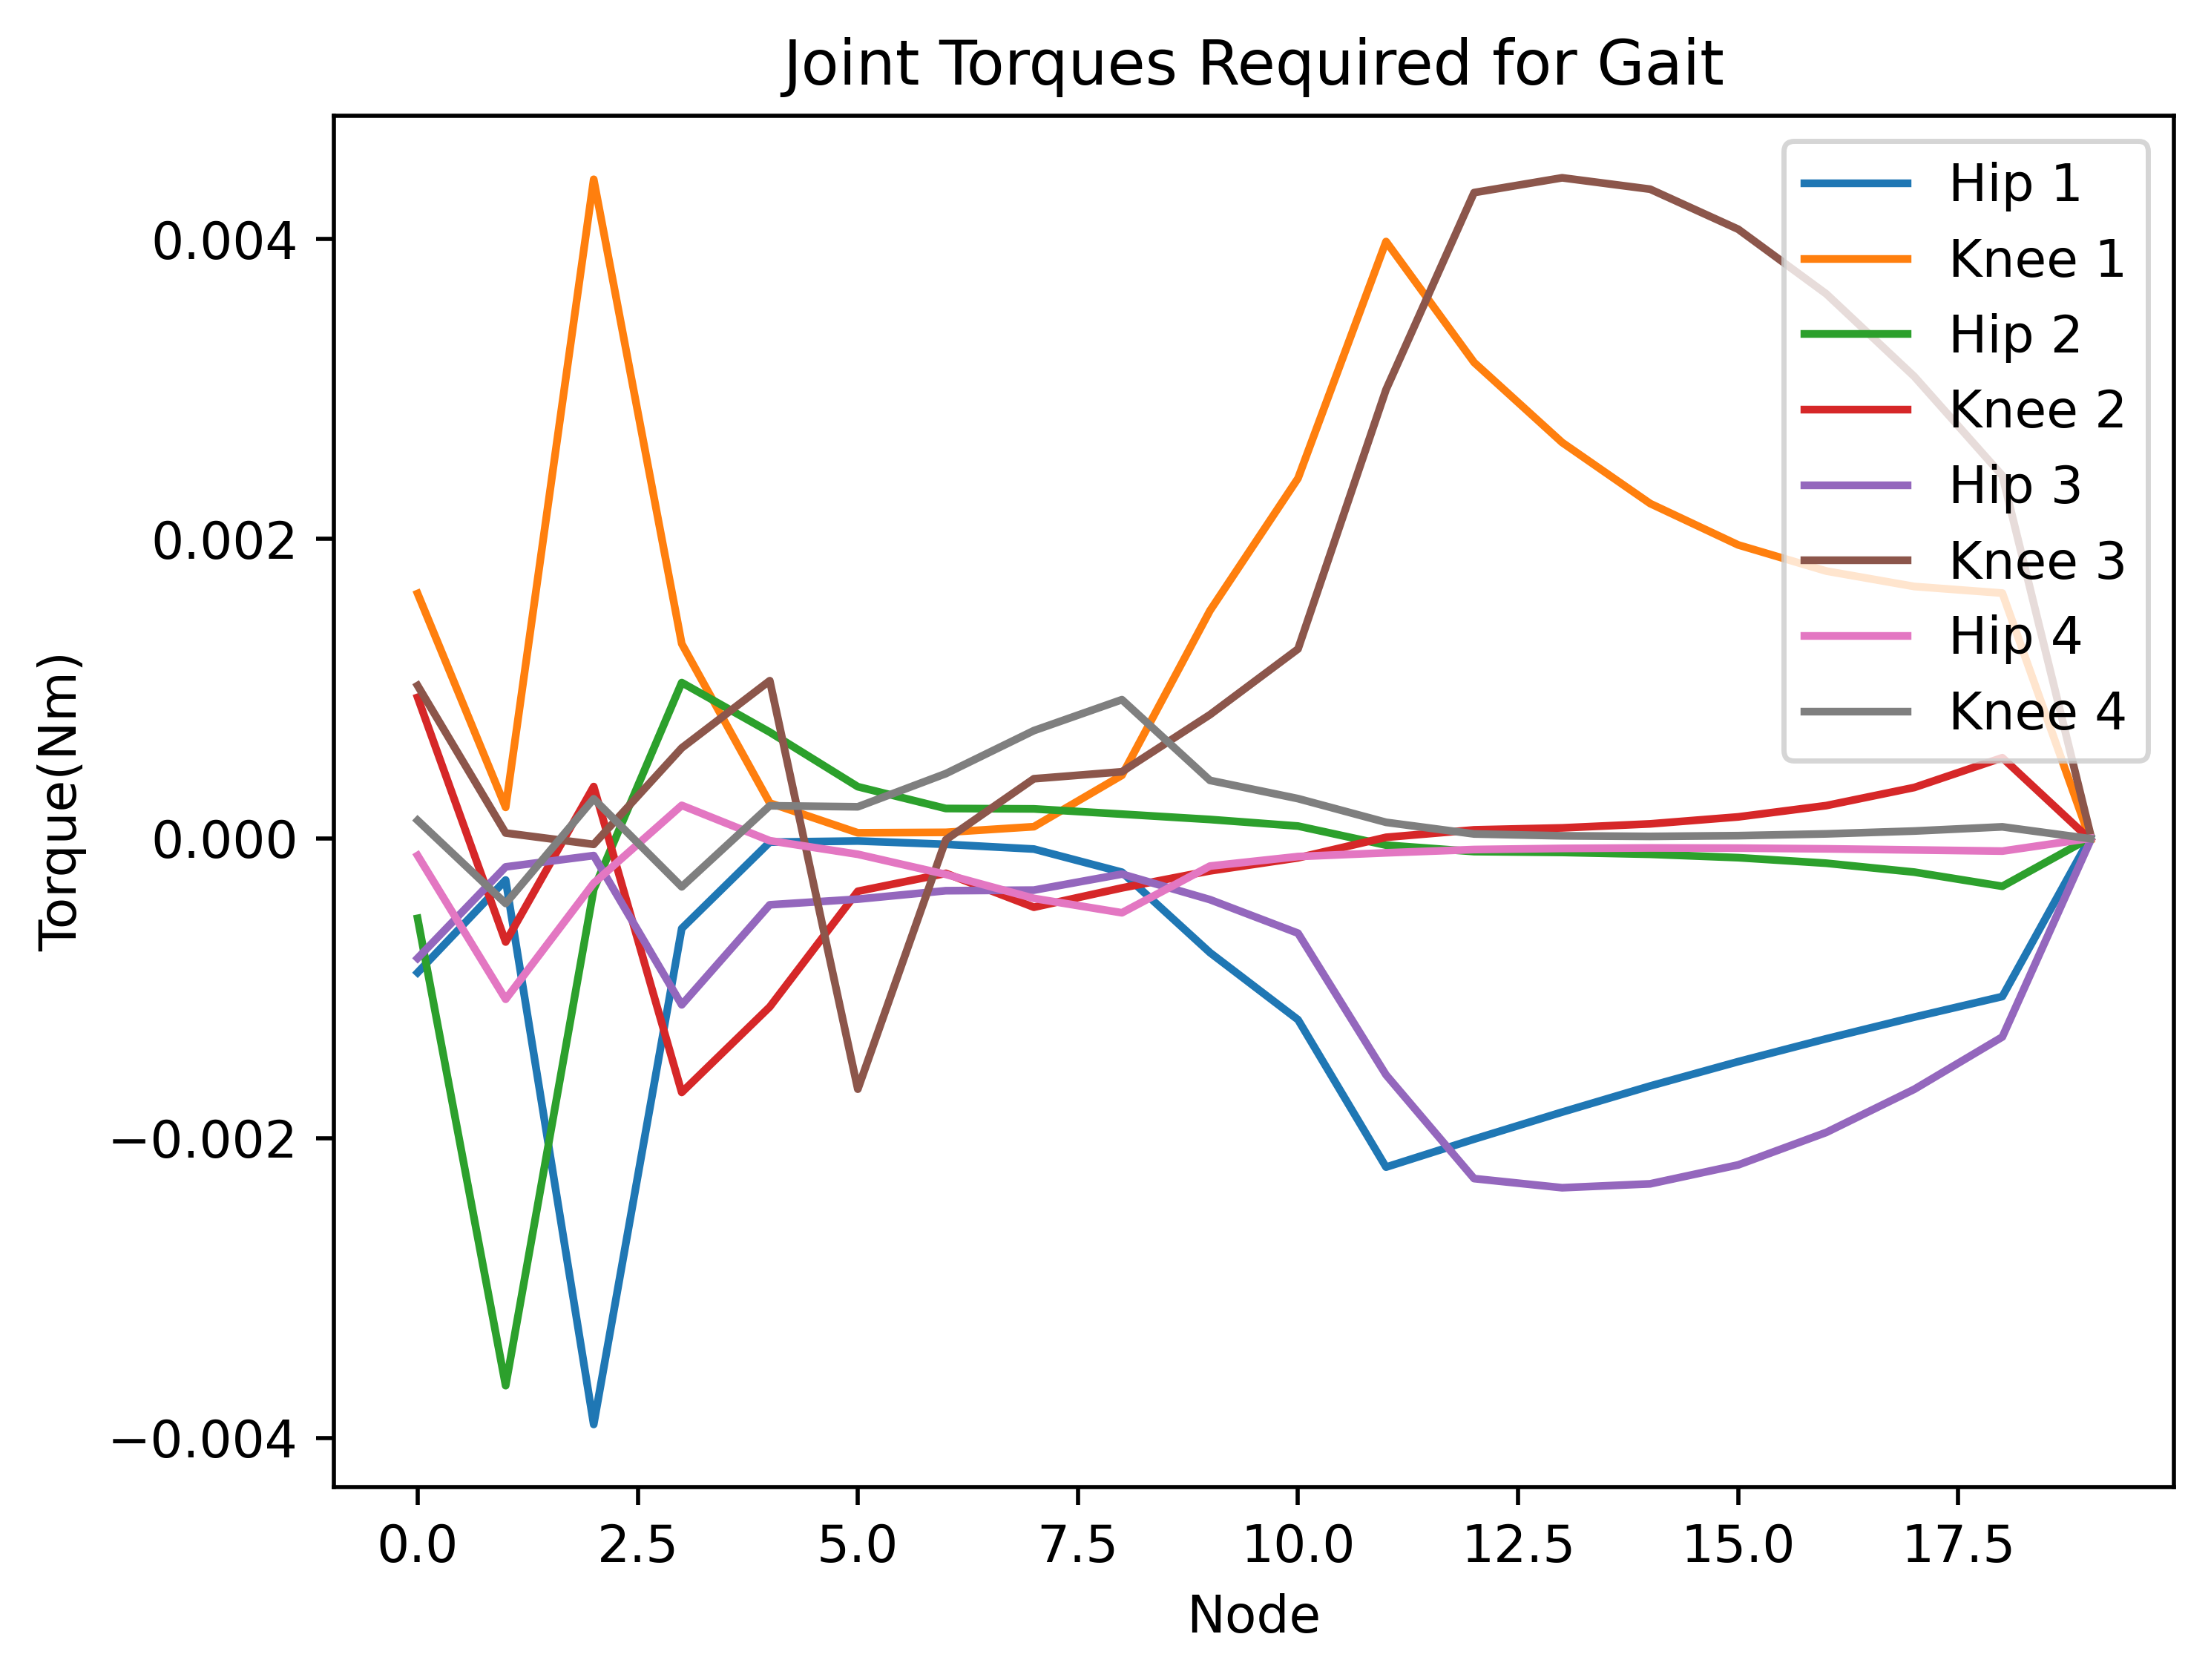 Joint Torques Required for Gait
Torque(Nm)
0.004
0.002
0.000
−0.002
−0.004
Hip 1
Knee 1
Hip 2
Knee 2
Hip 3
Knee 3
Hip 4
Knee 4
0.0 2.5 5.0 7.5 10.0 12.5 15.0 17.5
Node